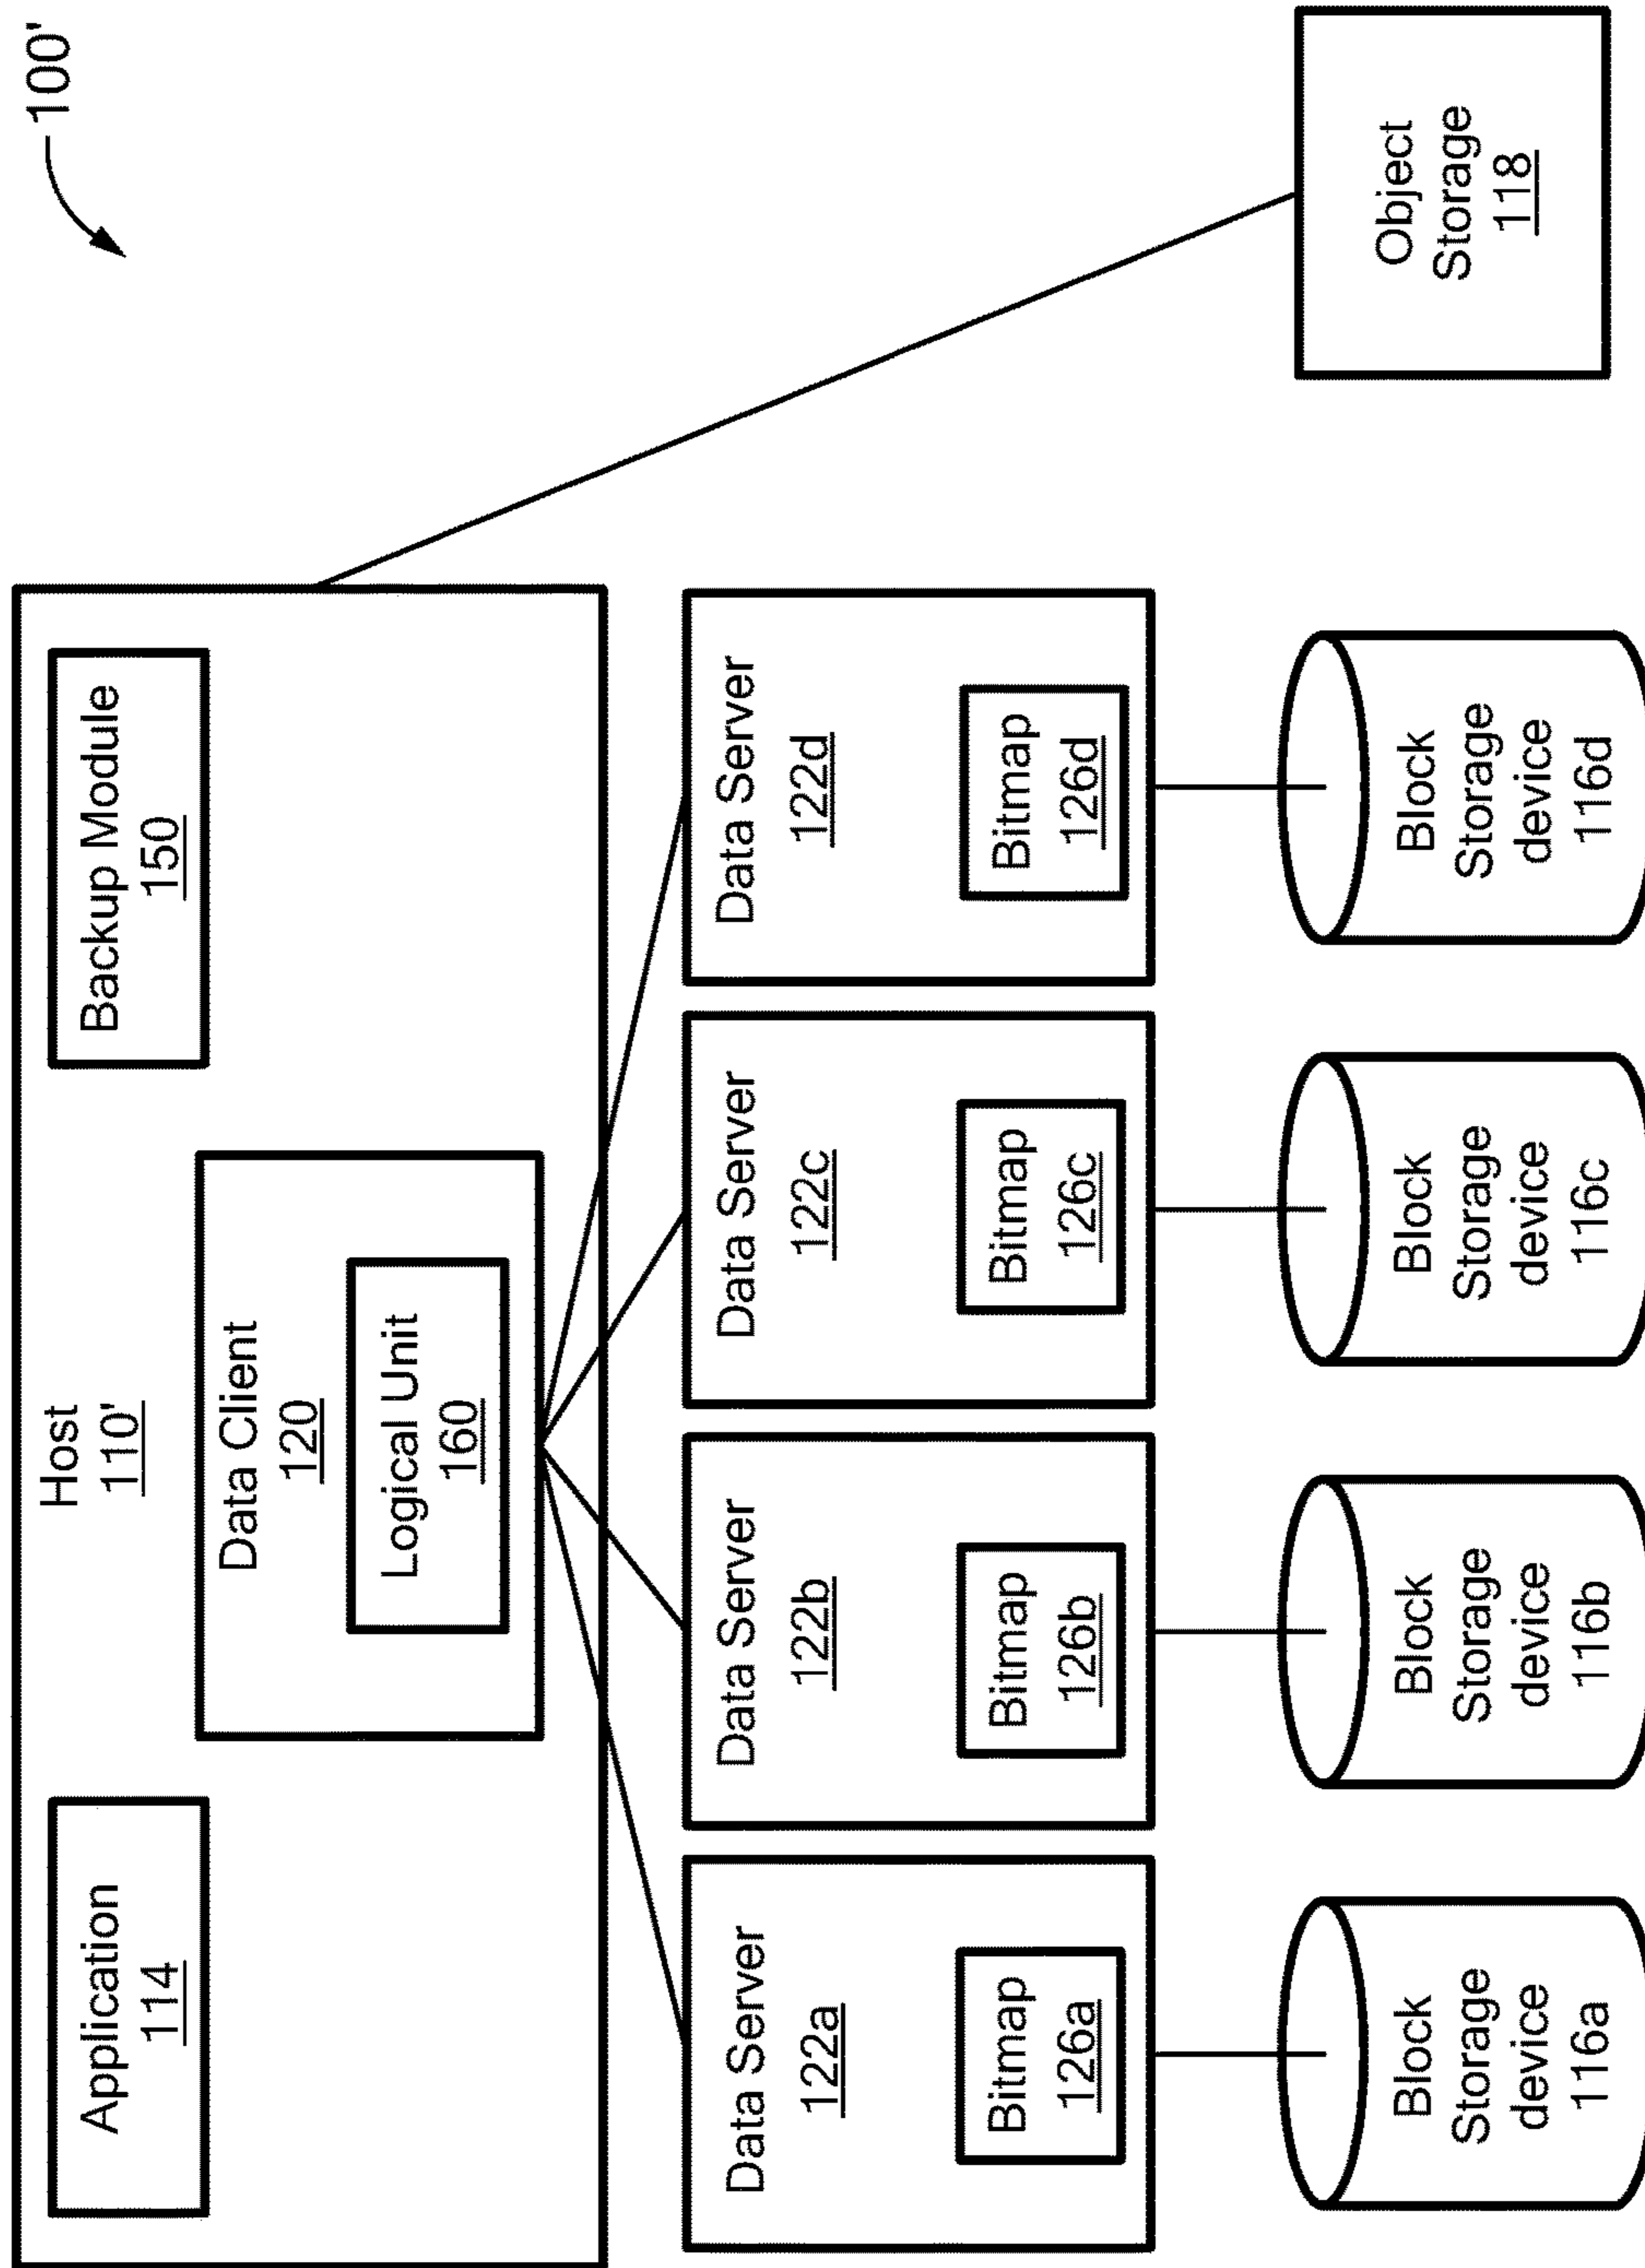 100'
Host
110'
Application
114
Backup Module
150
Data Client
120
Logical Unit
160
Data Server
122a
Bitmap
126a
Data Server
122b
Bitmap
126b
Data Server
122c
Bitmap
126c
Data Server
122d
Bitmap
126d
Block
Storage
device
116a
Block
Storage
device
116b
Block
Storage
device
116c
Block
Storage
device
116d
Object
Storage
118